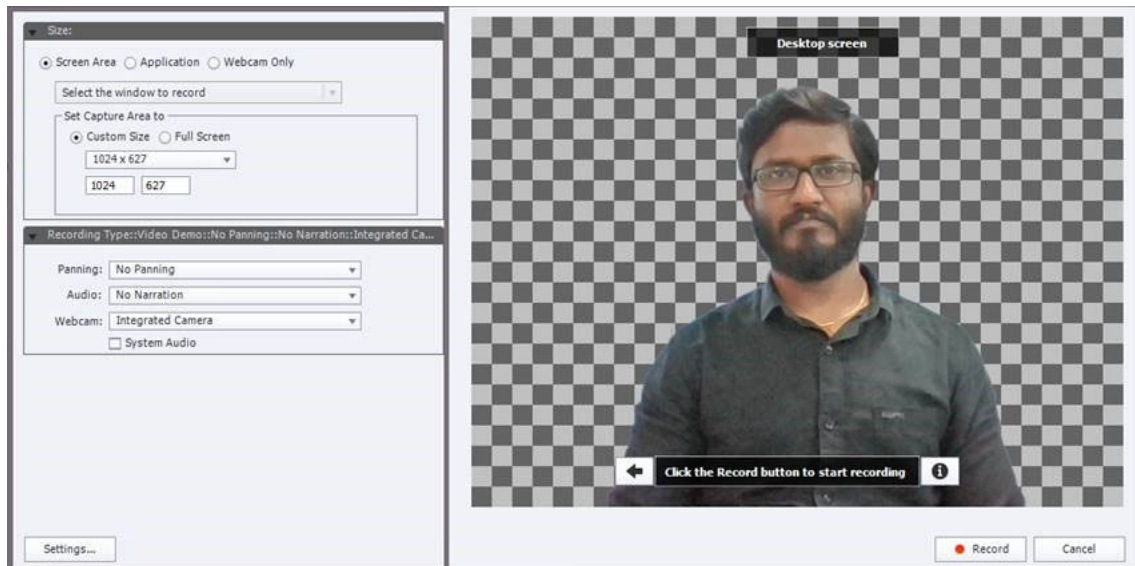 Size:
Screen Area Application Webcam Only
Select the window to record
Set Capture Area to
Custom Size Full Screen
1024 x 627
1024 627
Recording Type::Video Demo::No Panning::No Narration::Integrated Ca...
Panning: No Panning
Audio: No Narration
Webcam: Integrated Camera
System Audio
Settings...
Desktop screen
Click the Record button to start recording
Record Cancel